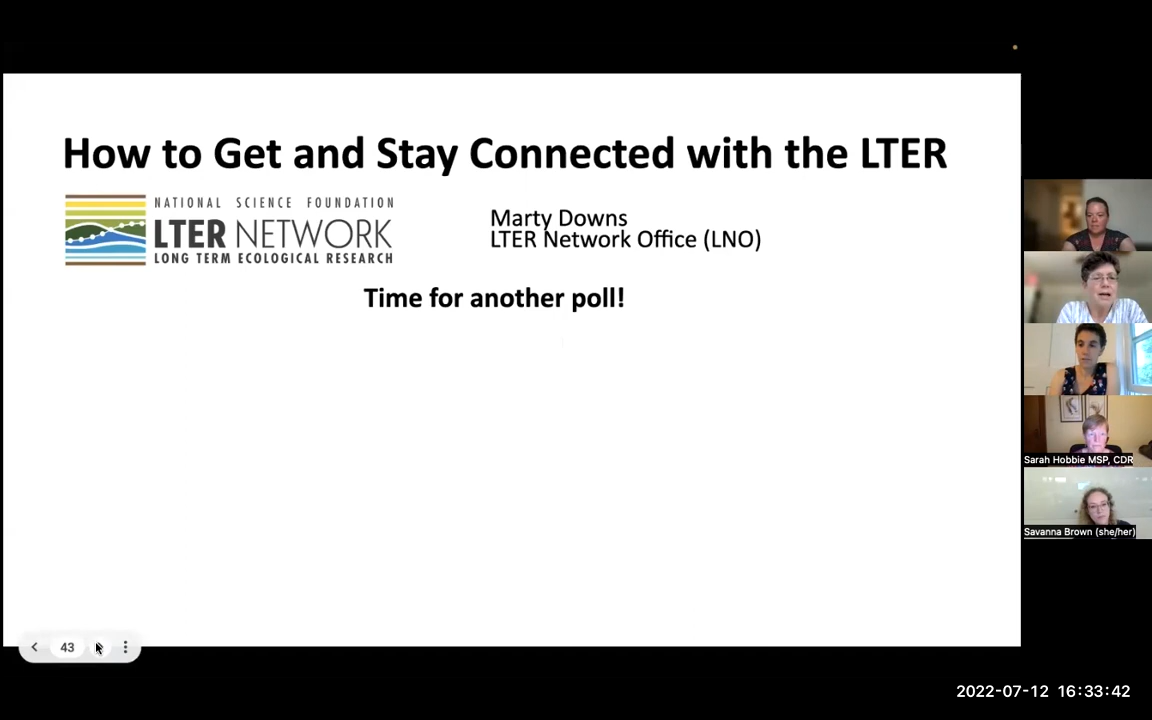 How to Get and Stay Connected with the LTER
NATIONAL SCIENCE FOUNDATION
LTER NETWORK
LONG TERM ECOLOGICAL RESEARCH
Marty Downs
LTER Network Office (LNO)
Time for another poll!
Sarah Hobbie MSP, CDR
Savanna Brown (she/her)
43
2022-07-12 16:33:42